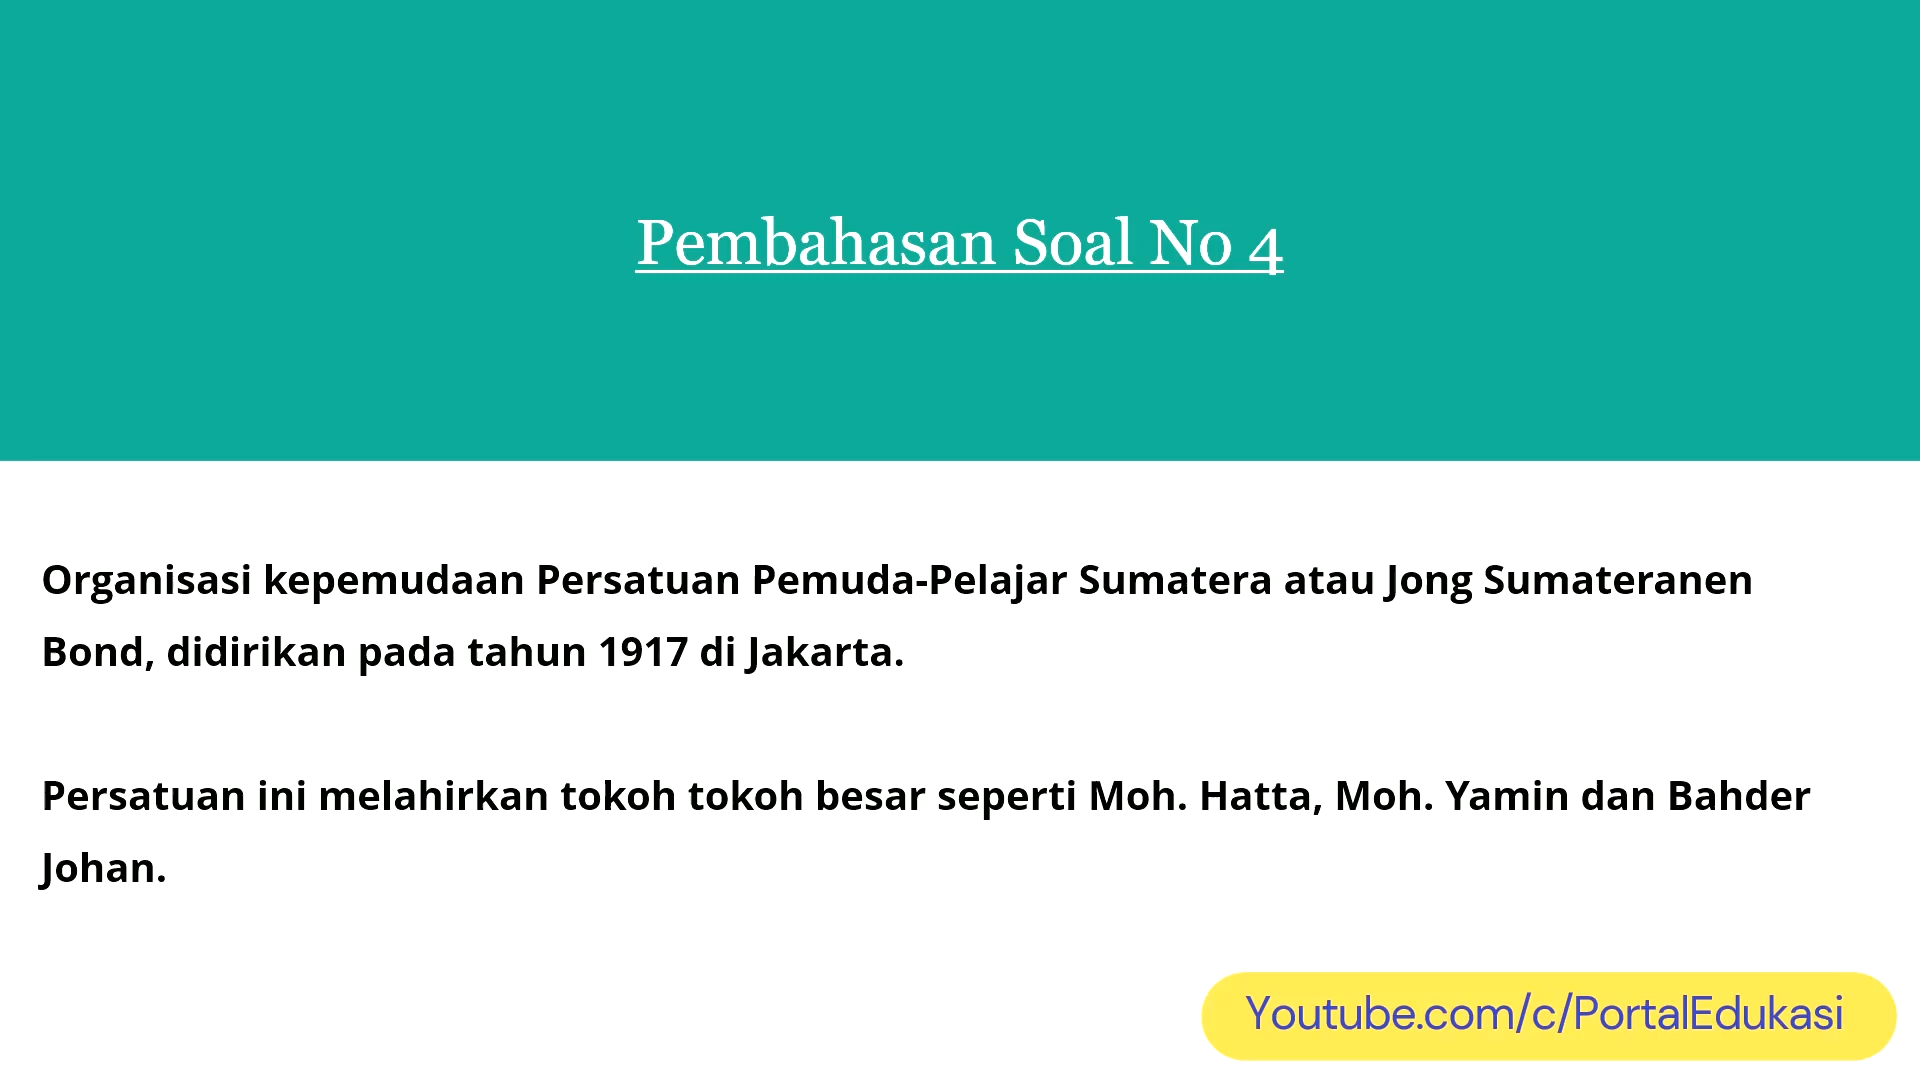 Pembahasan Soal No 4
Organisasi kepemudaan Persatuan Pemuda-Pelajar Sumatera atau Jong Sumateranen
Bond, didirikan pada tahun 1917 di Jakarta.
Persatuan ini melahirkan tokoh tokoh besar seperti Moh. Hatta, Moh. Yamin dan Bahder
Johan.
Youtube.com/c/PortalEdukasi